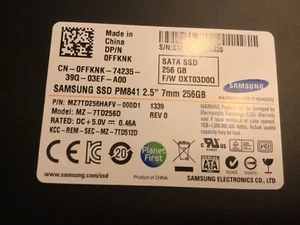 Made in
China
DP/N
0FFKNK
CN - 0FFKNK - 74235-
39Q - 03EF - A00
SATA SSD
256 GB
F/W DXT03D0Q
SAMSUNG
SAMSUNG SSD PM841 2.5" 7mm 256GB
P/N: MZ7TD256HAFV-000D1 1339
Model: MZ-7TD256D REV 0
RATED: DC +5.0V 0.46A
KCC-REM-SEC-MZ-7TD512D
Planet
First
PRODUCT OF CHINA
SATA
www.samsung.com/ssd
SAMSUNG ELECTRONICS CO., LTD